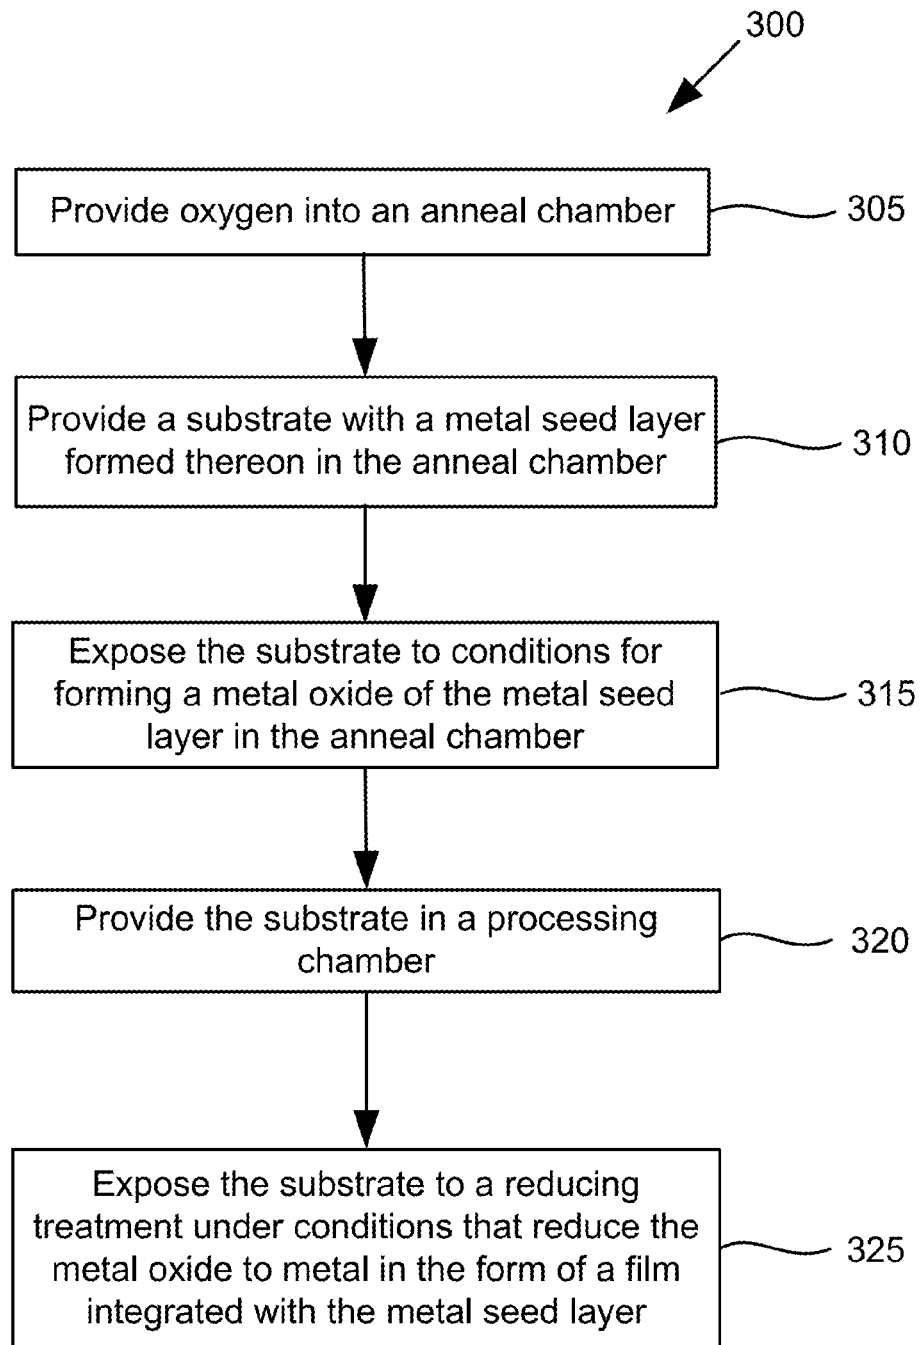 300
Provide oxygen into an anneal chamber
305
Provide a substrate with a metal seed layer
formed thereon in the anneal chamber
310
Expose the substrate to conditions for
forming a metal oxide of the metal seed
layer in the anneal chamber
315
Provide the substrate in a processing
chamber
320
Expose the substrate to a reducing
treatment under conditions that reduce the
metal oxide to metal in the form of a film
integrated with the metal seed layer
325